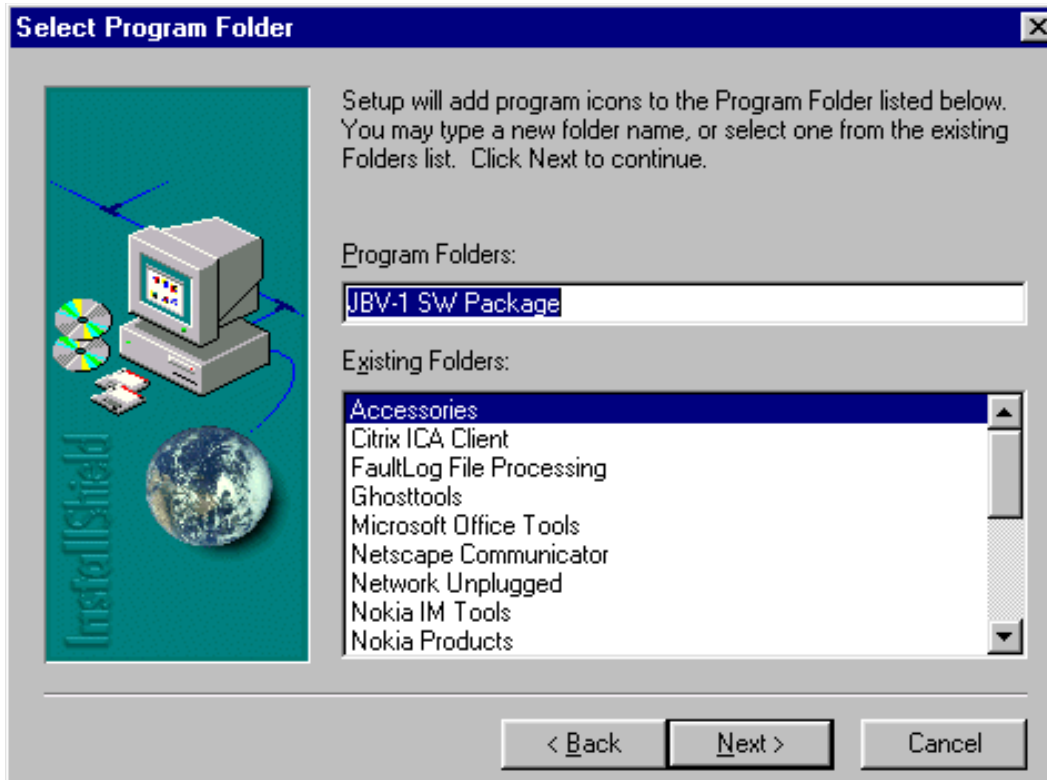 Select Program Folder
Setup will add program icons to the Program Folder listed below.
You may type a new folder name, or select one from the existing
Folders list.  Click Next to continue.
Program Folders:
JBV-1 SW Package
Existing Folders:
Accessories
Citrix ICA Client
FaultLog File Processing
Ghosttools
Microsoft Office Tools
Netscape Communicator
Network Unplugged
Nokia IM Tools
Nokia Products
InstallShield
< Back
Next >
Cancel